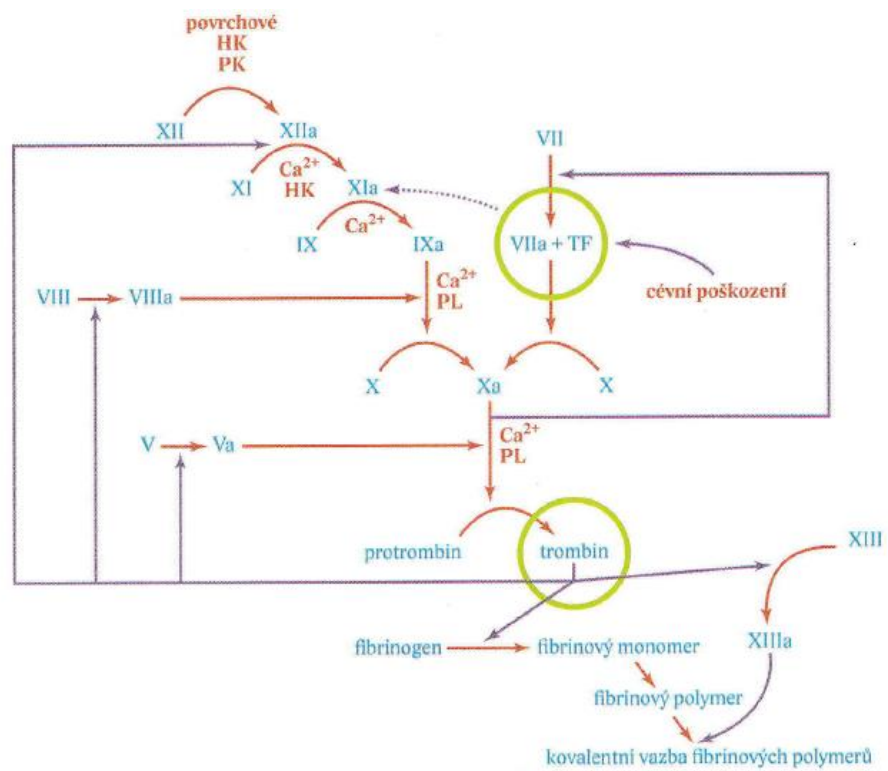 povrchové
HK
PK
XII
XIIa
VII
Ca²⁺
HK
XI
XIa
Ca²⁺
IX
IXa
VIIa + TF
Ca²⁺
PL
cévní poškození
VIII
VIIIa
X
Xa
X
Ca²⁺
PL
V
Va
protrombin
trombin
XIII
fibrinogen
fibrinový monomer
XIIIa
fibrinový polymer
kovalentní vazba fibrinových polymerů